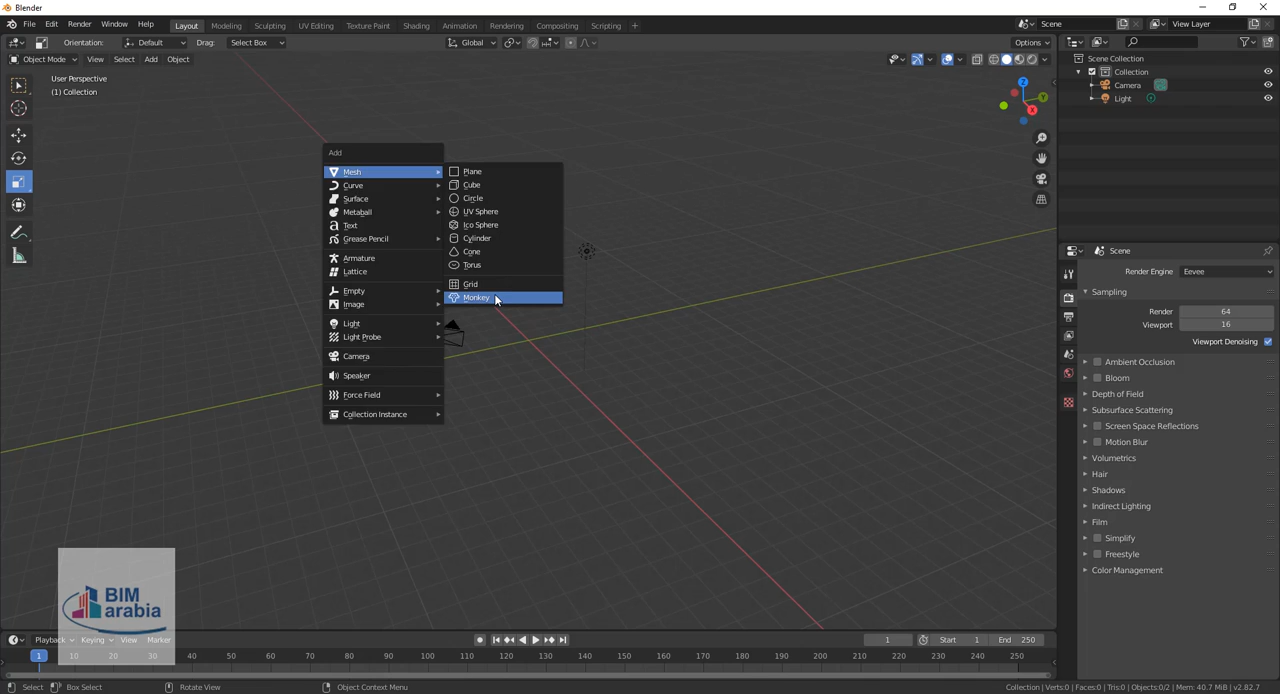 Blender
File Edit Render Window Help Layout Modeling Sculpting UV Editing Texture Paint Shading Animation Rendering Compositing Scripting + Scene View Layer
Orientation: Default Drag: Select Box Global Options
Object Mode View Select Add Object
User Perspective
(1) Collection
Z
Y
X
Add
Mesh
Curve
Surface
Metaball
Text
Grease Pencil
Armature
Lattice
Empty
Image
Light
Light Probe
Camera
Speaker
Force Field
Collection Instance
Plane
Cube
Circle
UV Sphere
Ico Sphere
Cylinder
Cone
Torus
Grid
Monkey
Scene Collection
Collection
Camera
Light
Scene
Render Engine Eevee
Sampling
Render 64
Viewport 16
Viewport Denoising
Ambient Occlusion
Bloom
Depth of Field
Subsurface Scattering
Screen Space Reflections
Motion Blur
Volumetrics
Hair
Shadows
Indirect Lighting
Film
Simplify
Freestyle
Color Management
BIM
arabia
Playback Keying View Marker 1 Start 1 End 250
1 10 20 30 40 50 60 70 80 90 100 110 120 130 140 150 160 170 180 190 200 210 220 230 240 250
Select Box Select Rotate View Object Context Menu Collection | Verts:0 | Faces:0 | Tris:0 | Objects:0/2 | Mem: 40.7 MiB | v2.82.7